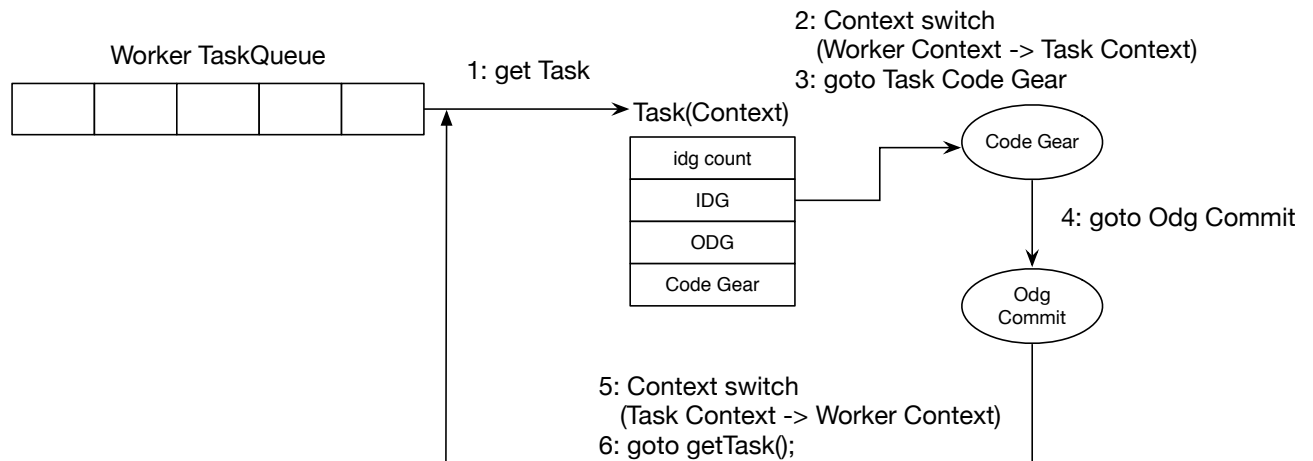 Worker TaskQueue
1: get Task
2: Context switch
(Worker Context -> Task Context)
3: goto Task Code Gear
Task(Context)
idg count
IDG
ODG
Code Gear
Code Gear
4: goto Odg Commit
Odg
Commit
5: Context switch
(Task Context -> Worker Context)
6: goto getTask();